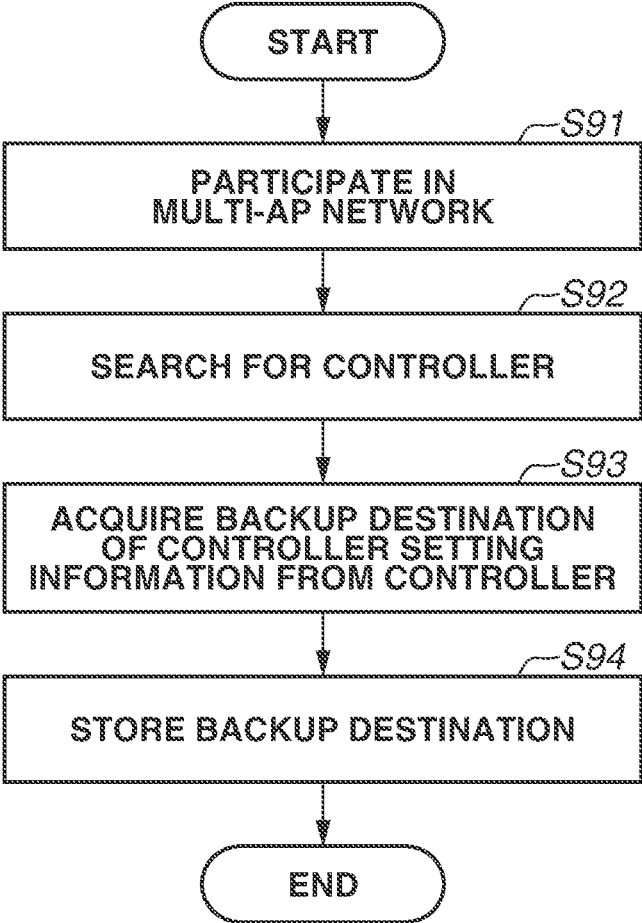 START
S91
PARTICIPATE IN
MULTI-AP NETWORK
S92
SEARCH FOR CONTROLLER
S93
ACQUIRE BACKUP DESTINATION
OF CONTROLLER SETTING
INFORMATION FROM CONTROLLER
S94
STORE BACKUP DESTINATION
END